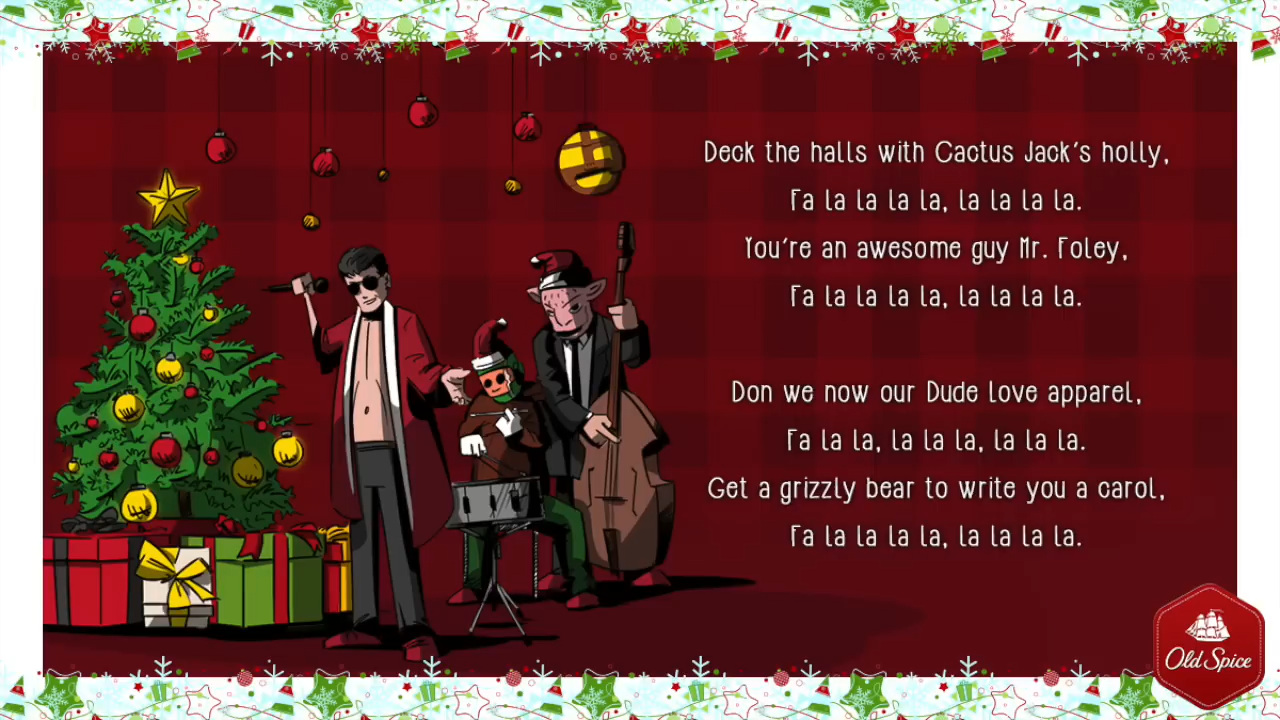 Deck the halls with Cactus Jack's holly,
Fa la la la la, la la la la.
You're an awesome guy Mr. Foley,
Fa la la la la, la la la la.
Don we now our Dude Love apparel,
Fa la la, la la la, la la la.
Get a grizzly bear to write you a carol,
Fa la la la la, la la la la.
Old Spice